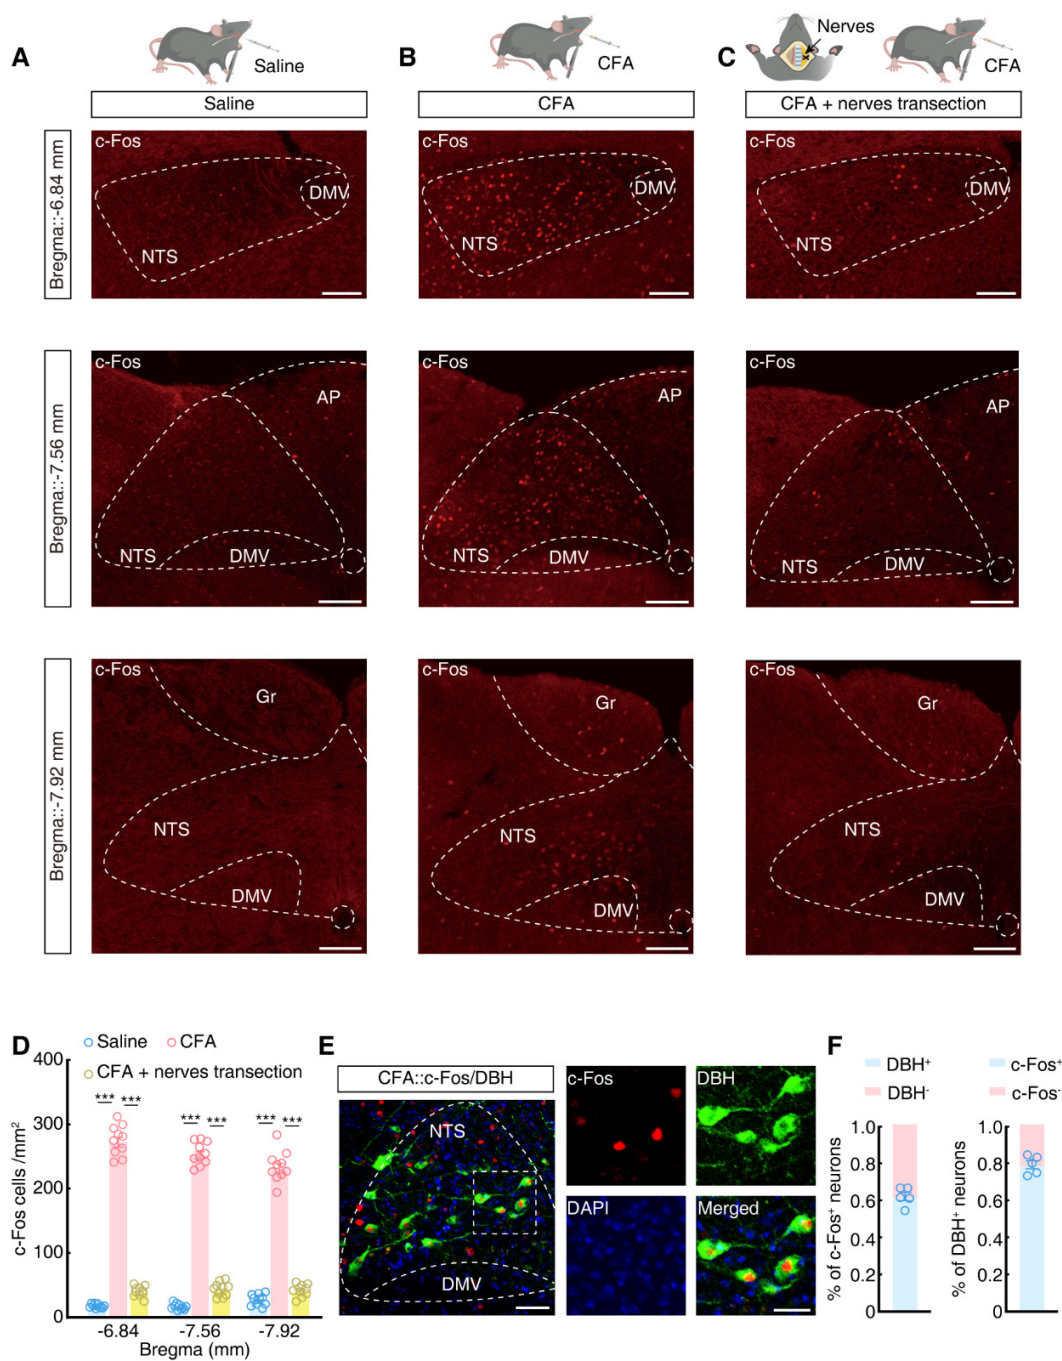 A
Saline
B
CFA
C
Nerves
CFA
Saline
CFA
CFA + nerves transection
Bregma::-6.84 mm
c-Fos
DMV
NTS
c-Fos
DMV
NTS
c-Fos
DMV
NTS
Bregma::-7.56 mm
c-Fos
AP
NTS
DMV
c-Fos
AP
NTS
DMV
c-Fos
AP
NTS
DMV
Bregma::-7.92 mm
c-Fos
Gr
NTS
DMV
c-Fos
Gr
NTS
DMV
c-Fos
Gr
NTS
DMV
D
Saline
CFA
CFA + nerves transection
c-Fos cells /mm²
400
300
200
100
0
*** ***
*** ***
*** ***
-6.84
-7.56
-7.92
Bregma (mm)
E
CFA::c-Fos/DBH
NTS
DMV
c-Fos
DBH
DAPI
Merged
F
DBH⁺
DBH⁻
% of c-Fos⁺ neurons
1.0
0.8
0.6
0.4
0.2
0
c-Fos⁺
c-Fos⁻
% of DBH⁺ neurons
1.0
0.8
0.6
0.4
0.2
0